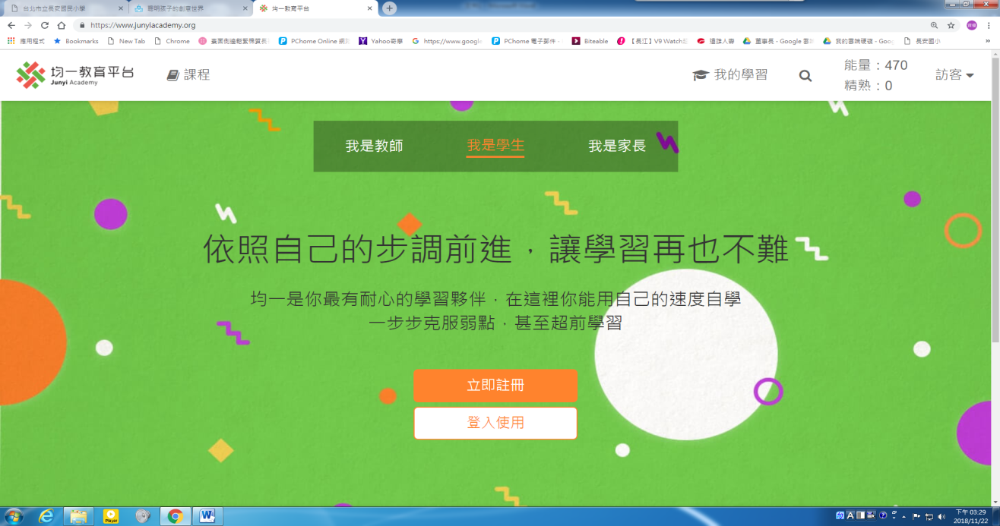 台北市立長安國民小學
聰明孩子的創意世界
均一教育平台
https://www.junyiacademy.org
應用程式
Bookmarks
New Tab
Chrome
PChome Online 網
Yahoo奇摩
https://www.google
PChome 電子郵件 -
Biteable
【長江】V9 Watch
遠雄人壽
董事長 - Google 雲
我的雲端硬碟 - Goo
長安國小
均一教育平台
Junyi Academy
課程
我的學習
能量：470
精熟：0
訪客
我是教師
我是學生
我是家長
依照自己的步調前進，讓學習再也不難
均一是你最有耐心的學習夥伴，在這裡你能用自己的速度自學
一步步克服弱點，甚至超前學習
立即註冊
登入使用
下午 03:29
2018/11/22